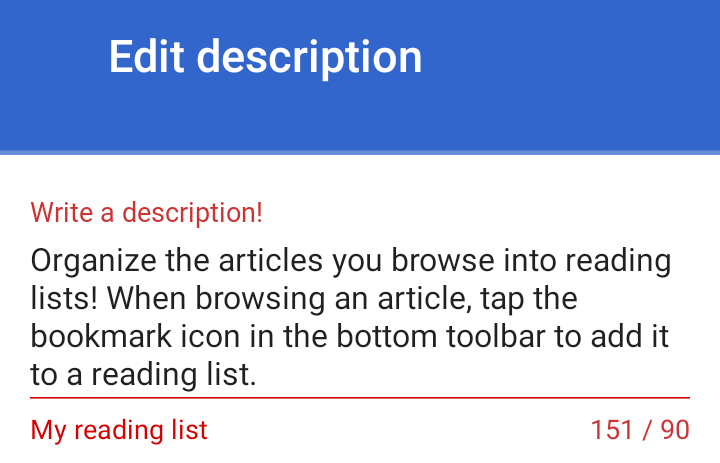 Edit description
Write a description!
Organize the articles you browse into reading
lists! When browsing an article, tap the
bookmark icon in the bottom toolbar to add it
to a reading list.
My reading list 151 / 90